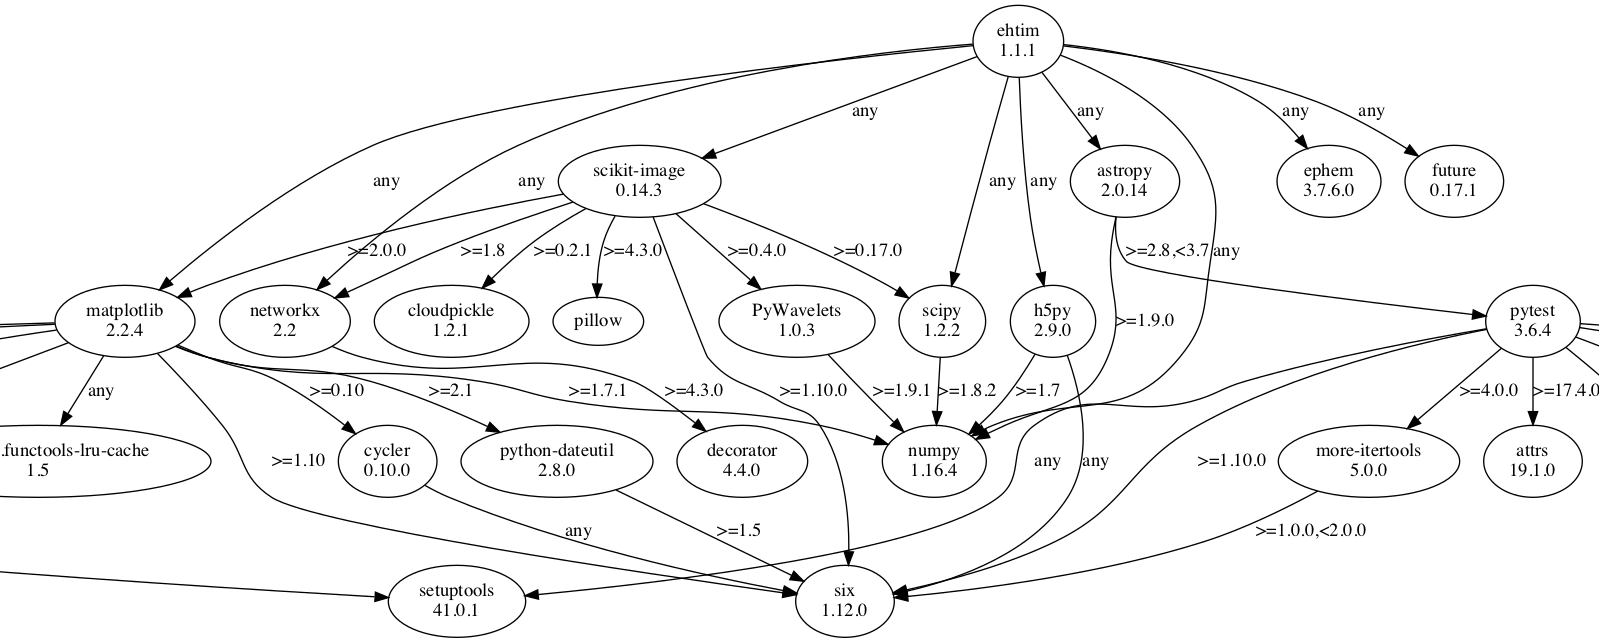 ehtim
1.1.1
any
any
any
any
scikit-image
0.14.3
any
any
any
any
astropy
2.0.14
ephem
3.7.6.0
future
0.17.1
>=2.0.0
>=1.8
>=0.2.1
>=4.3.0
>=0.4.0
>=0.17.0
>=2.8,<3.7
any
matplotlib
2.2.4
networkx
2.2
cloudpickle
1.2.1
pillow
PyWavelets
1.0.3
scipy
1.2.2
h5py
2.9.0
>=1.9.0
pytest
3.6.4
any
>=0.10
>=2.1
>=1.7.1
>=4.3.0
>=1.10.0
>=1.9.1
>=1.8.2
>=1.7
>=4.0.0
>=17.4.0
.functools-lru-cache
1.5
>=1.10
cycler
0.10.0
python-dateutil
2.8.0
decorator
4.4.0
numpy
1.16.4
any
any
>=1.10.0
more-itertools
5.0.0
attrs
19.1.0
any
>=1.5
>=1.0.0,<2.0.0
setuptools
41.0.1
six
1.12.0